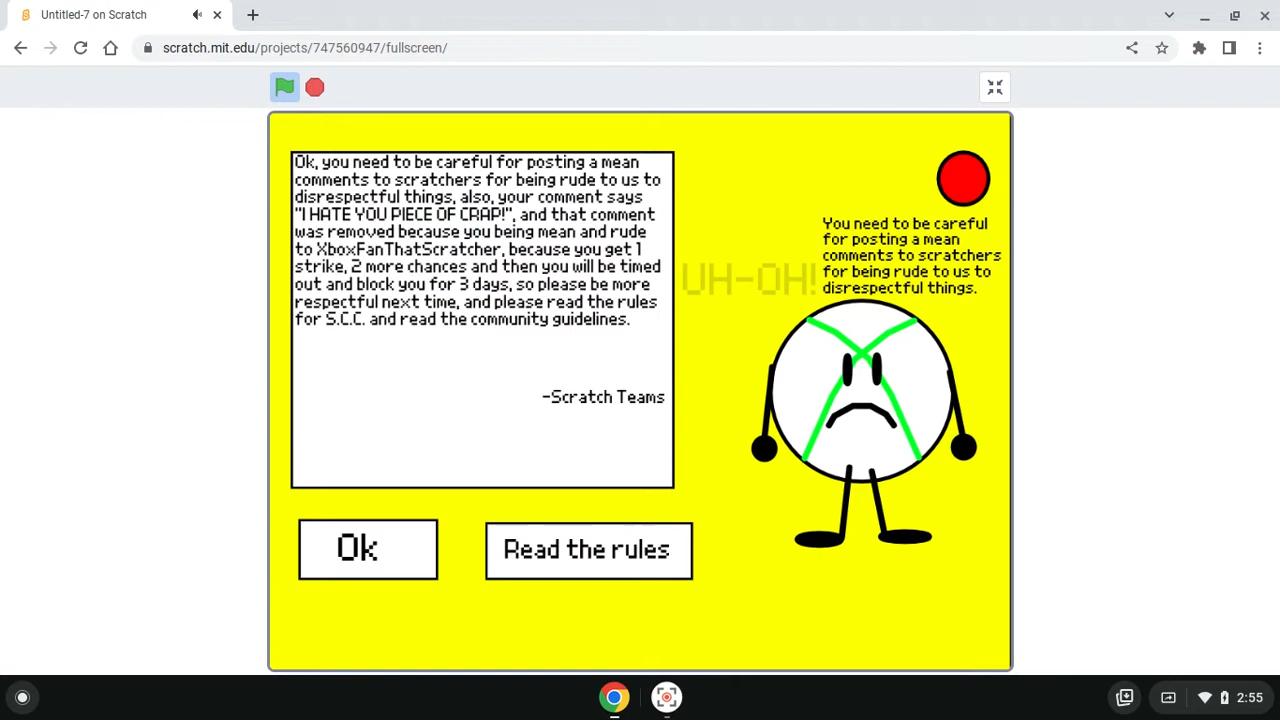 Untitled-7 on Scratch
scratch.mit.edu/projects/747560947/fullscreen/
Ok, you need to be careful for posting a mean
comments to scratchers for being rude to us to
disrespectful things, also, your comment says
"I HATE YOU PIECE OF CRAP!", and that comment
was removed because you being mean and rude
to XboxFanThatScratcher, because you get 1
strike, 2 more chances and then you will be timed
out and block you for 3 days, so please be more
respectful next time, and please read the rules
for S.C.C. and read the community guidelines.
-Scratch Teams
UH-OH!
You need to be careful
for posting a mean
comments to scratchers
for being rude to us to
disrespectful things.
Ok
Read the rules
2:55